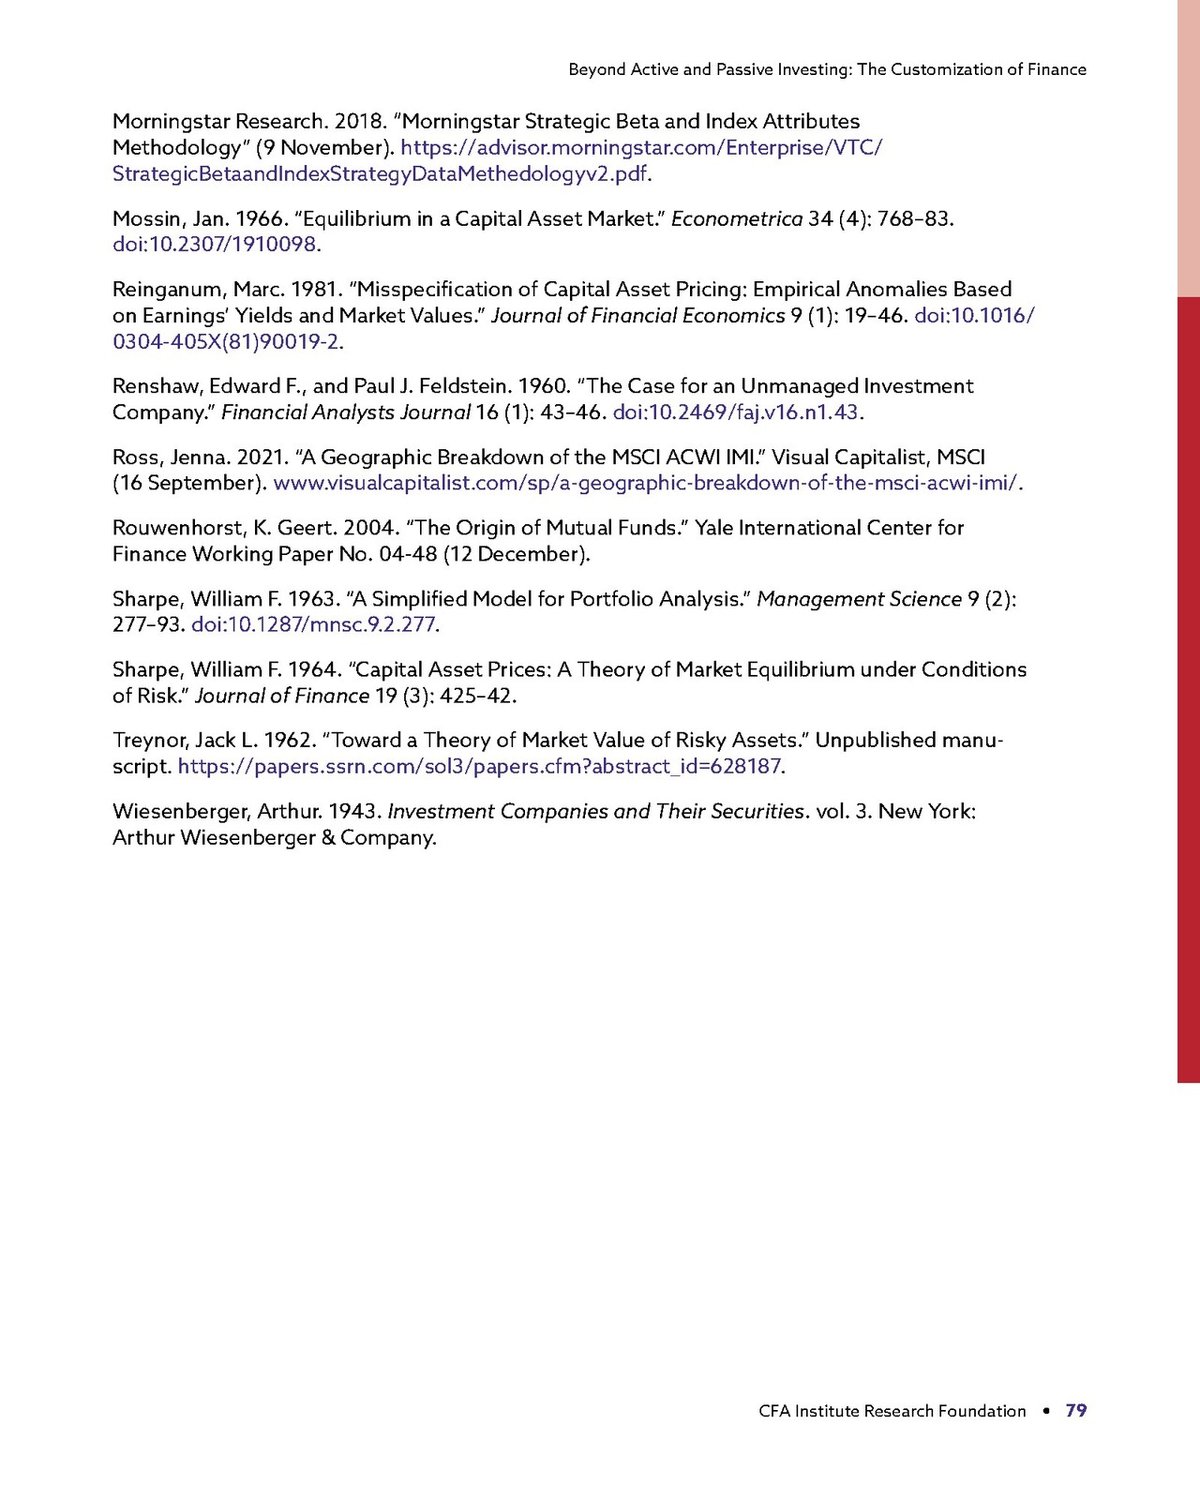 Beyond Active and Passive Investing: The Customization of Finance
Morningstar Research. 2018. “Morningstar Strategic Beta and Index Attributes
Methodology” (9 November). https://advisor.morningstar.com/Enterprise/VTC/
StrategicBetaandIndexStrategyDataMethedologyv2.pdf.
Mossin, Jan. 1966. “Equilibrium in a Capital Asset Market.” Econometrica 34 (4): 768–83.
doi:10.2307/1910098.
Reinganum, Marc. 1981. “Misspecification of Capital Asset Pricing: Empirical Anomalies Based
on Earnings’ Yields and Market Values.” Journal of Financial Economics 9 (1): 19–46. doi:10.1016/
0304-405X(81)90019-2.
Renshaw, Edward F., and Paul J. Feldstein. 1960. “The Case for an Unmanaged Investment
Company.” Financial Analysts Journal 16 (1): 43–46. doi:10.2469/faj.v16.n1.43.
Ross, Jenna. 2021. “A Geographic Breakdown of the MSCI ACWI IMI.” Visual Capitalist, MSCI
(16 September). www.visualcapitalist.com/sp/a-geographic-breakdown-of-the-msci-acwi-imi/.
Rouwenhorst, K. Geert. 2004. “The Origin of Mutual Funds.” Yale International Center for
Finance Working Paper No. 04-48 (12 December).
Sharpe, William F. 1963. “A Simplified Model for Portfolio Analysis.” Management Science 9 (2):
277–93. doi:10.1287/mnsc.9.2.277.
Sharpe, William F. 1964. “Capital Asset Prices: A Theory of Market Equilibrium under Conditions
of Risk.” Journal of Finance 19 (3): 425–42.
Treynor, Jack L. 1962. “Toward a Theory of Market Value of Risky Assets.” Unpublished manu-
script. https://papers.ssrn.com/sol3/papers.cfm?abstract_id=628187.
Wiesenberger, Arthur. 1943. Investment Companies and Their Securities. vol. 3. New York:
Arthur Wiesenberger & Company.
CFA Institute Research Foundation • 79